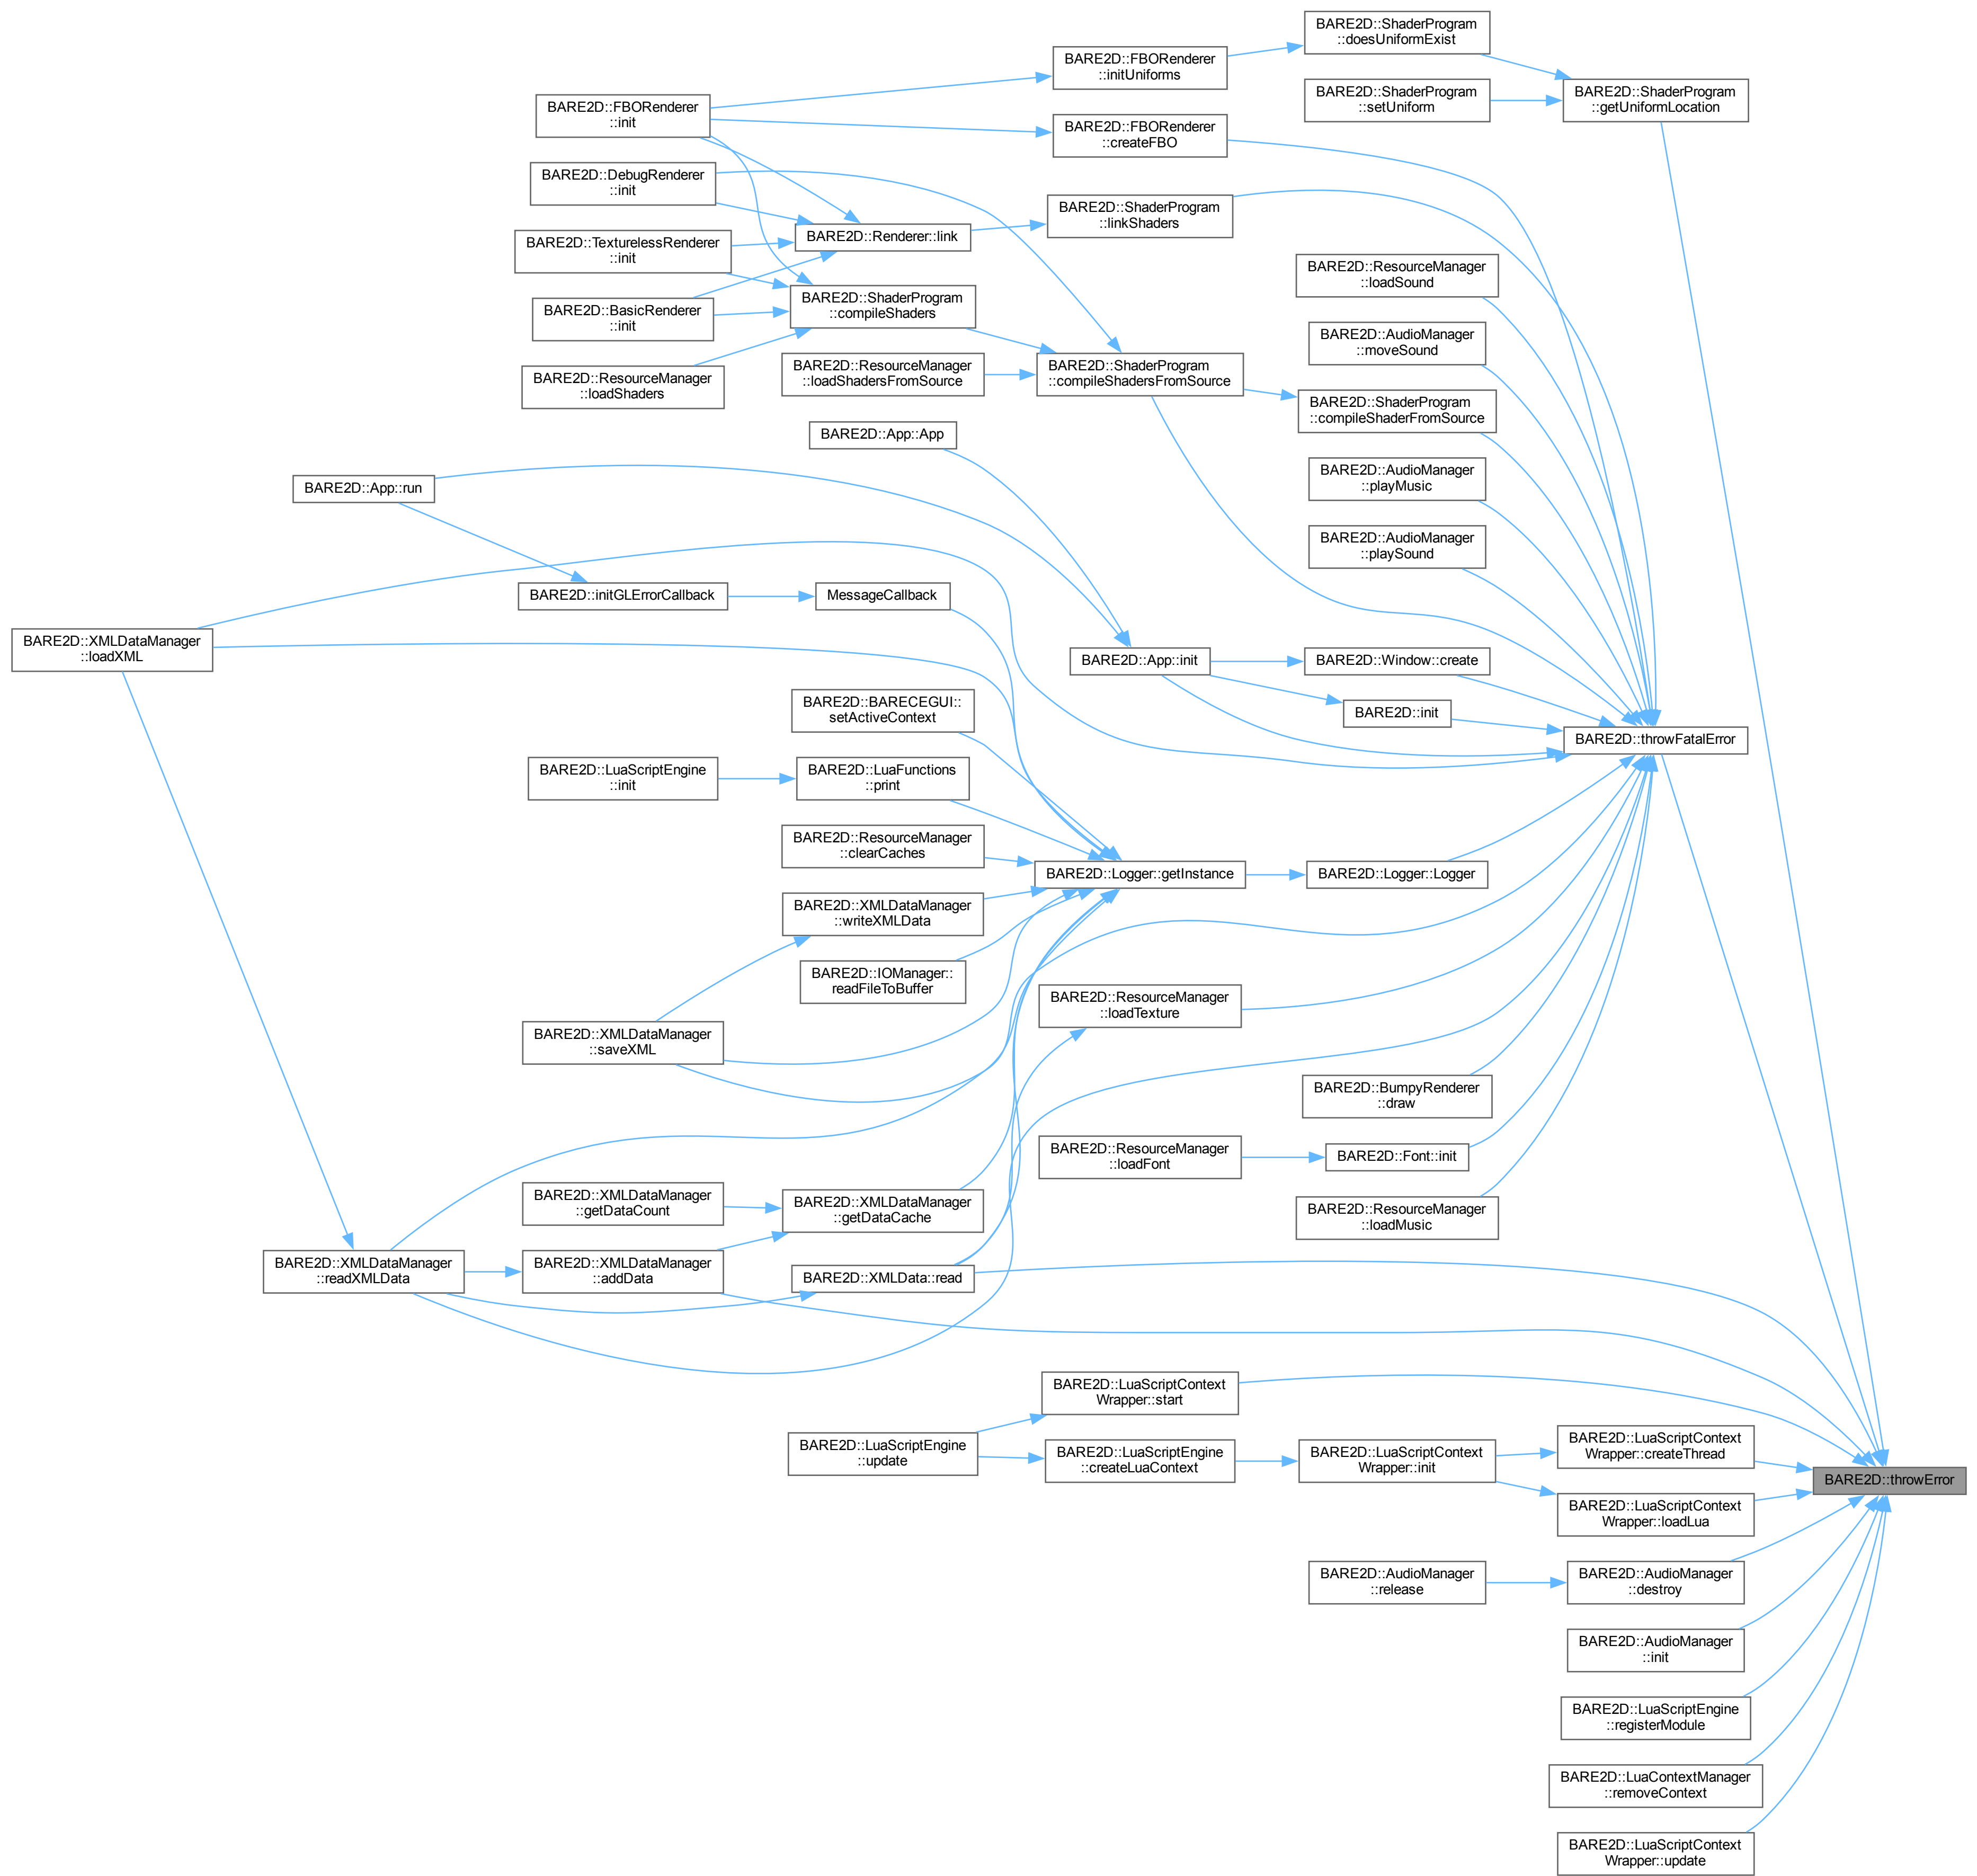 BARE2D::ShaderProgram
::doesUniformExist
BARE2D::FBORenderer
::initUniforms
BARE2D::ShaderProgram
::setUniform
BARE2D::ShaderProgram
::getUniformLocation
BARE2D::FBORenderer
::init
BARE2D::FBORenderer
::createFBO
BARE2D::DebugRenderer
::init
BARE2D::ShaderProgram
::linkShaders
BARE2D::Renderer::link
BARE2D::TexturelessRenderer
::init
BARE2D::ResourceManager
::loadSound
BARE2D::ShaderProgram
::compileShaders
BARE2D::BasicRenderer
::init
BARE2D::AudioManager
::moveSound
BARE2D::ResourceManager
::loadShaders
BARE2D::ResourceManager
::loadShadersFromSource
BARE2D::ShaderProgram
::compileShadersFromSource
BARE2D::ShaderProgram
::compileShaderFromSource
BARE2D::App::App
BARE2D::App::run
BARE2D::AudioManager
::playMusic
BARE2D::AudioManager
::playSound
BARE2D::initGLErrorCallback
MessageCallback
BARE2D::XMLDataManager
::loadXML
BARE2D::App::init
BARE2D::Window::create
BARE2D::BARECEGUI::
setActiveContext
BARE2D::init
BARE2D::throwFatalError
BARE2D::LuaScriptEngine
::init
BARE2D::LuaFunctions
::print
BARE2D::ResourceManager
::clearCaches
BARE2D::Logger::getInstance
BARE2D::Logger::Logger
BARE2D::XMLDataManager
::writeXMLData
BARE2D::IOManager::
readFileToBuffer
BARE2D::ResourceManager
::loadTexture
BARE2D::XMLDataManager
::saveXML
BARE2D::BumpyRenderer
::draw
BARE2D::ResourceManager
::loadFont
BARE2D::Font::init
BARE2D::XMLDataManager
::getDataCount
BARE2D::XMLDataManager
::getDataCache
BARE2D::ResourceManager
::loadMusic
BARE2D::XMLDataManager
::readXMLData
BARE2D::XMLDataManager
::addData
BARE2D::XMLData::read
BARE2D::LuaScriptContext
Wrapper::start
BARE2D::LuaScriptEngine
::update
BARE2D::LuaScriptEngine
::createLuaContext
BARE2D::LuaScriptContext
Wrapper::init
BARE2D::LuaScriptContext
Wrapper::createThread
BARE2D::throwError
BARE2D::LuaScriptContext
Wrapper::loadLua
BARE2D::AudioManager
::release
BARE2D::AudioManager
::destroy
BARE2D::AudioManager
::init
BARE2D::LuaScriptEngine
::registerModule
BARE2D::LuaContextManager
::removeContext
BARE2D::LuaScriptContext
Wrapper::update